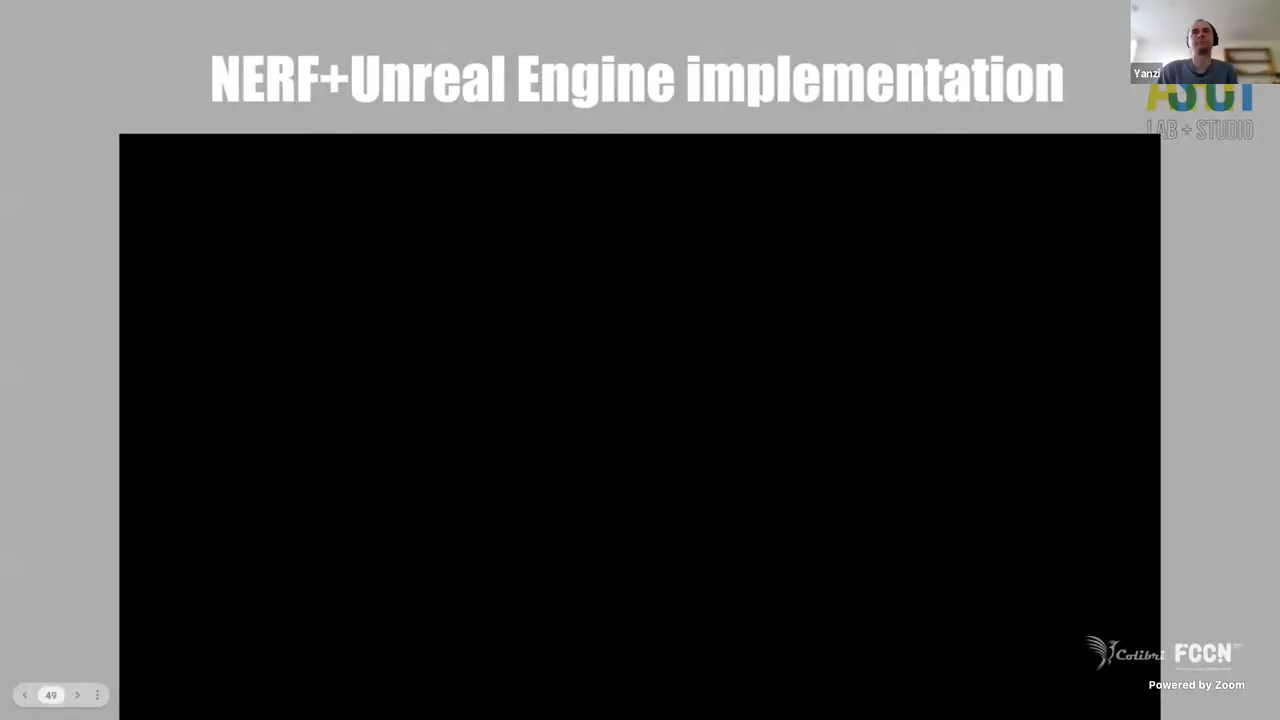 NERF+Unreal Engine implementation
Yanzi
LAB + STUDIO
49
Colibri
FCCN
Powered by Zoom